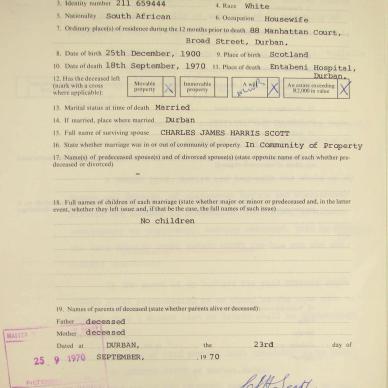 3. Identity number 211 659444 4. Race White
5. Nationality South African 6. Occupation Housewife
7. Ordinary place(s) of residence during the 12 months prior to death 88 Manhattan Court,
Broad Street, Durban.
8. Date of birth 25th December, 1900 9. Place of birth Scotland
10. Date of death 18th September, 1970 11. Place of death Entabeni Hospital,
Durban.
12. Has the deceased left (mark with a cross where applicable): Movable property X Immovable property A will X An estate exceeding R2,000 in value X
13. Marital status at time of death Married
14. If married, place where married Durban
15. Full name of surviving spouse CHARLES JAMES HARRIS SCOTT
16. State whether marriage was in or out of community of property. In Community of Property
17. Name(s) of predeceased spouse(s) and of divorced spouse(s) (state opposite name of each whether pre-
deceased or divorced)
-
18. Full names of children of each marriage (state whether major or minor or predeceased and, in the latter
event, whether they left issue and, if that be the case, the full names of such issue)
No children
19. Names of parents of deceased (state whether parents alive or deceased):
Father deceased
Mother deceased
Dated at DURBAN, the 23rd day of
SEPTEMBER, 1970
MASTER
25 9 1970
Scott